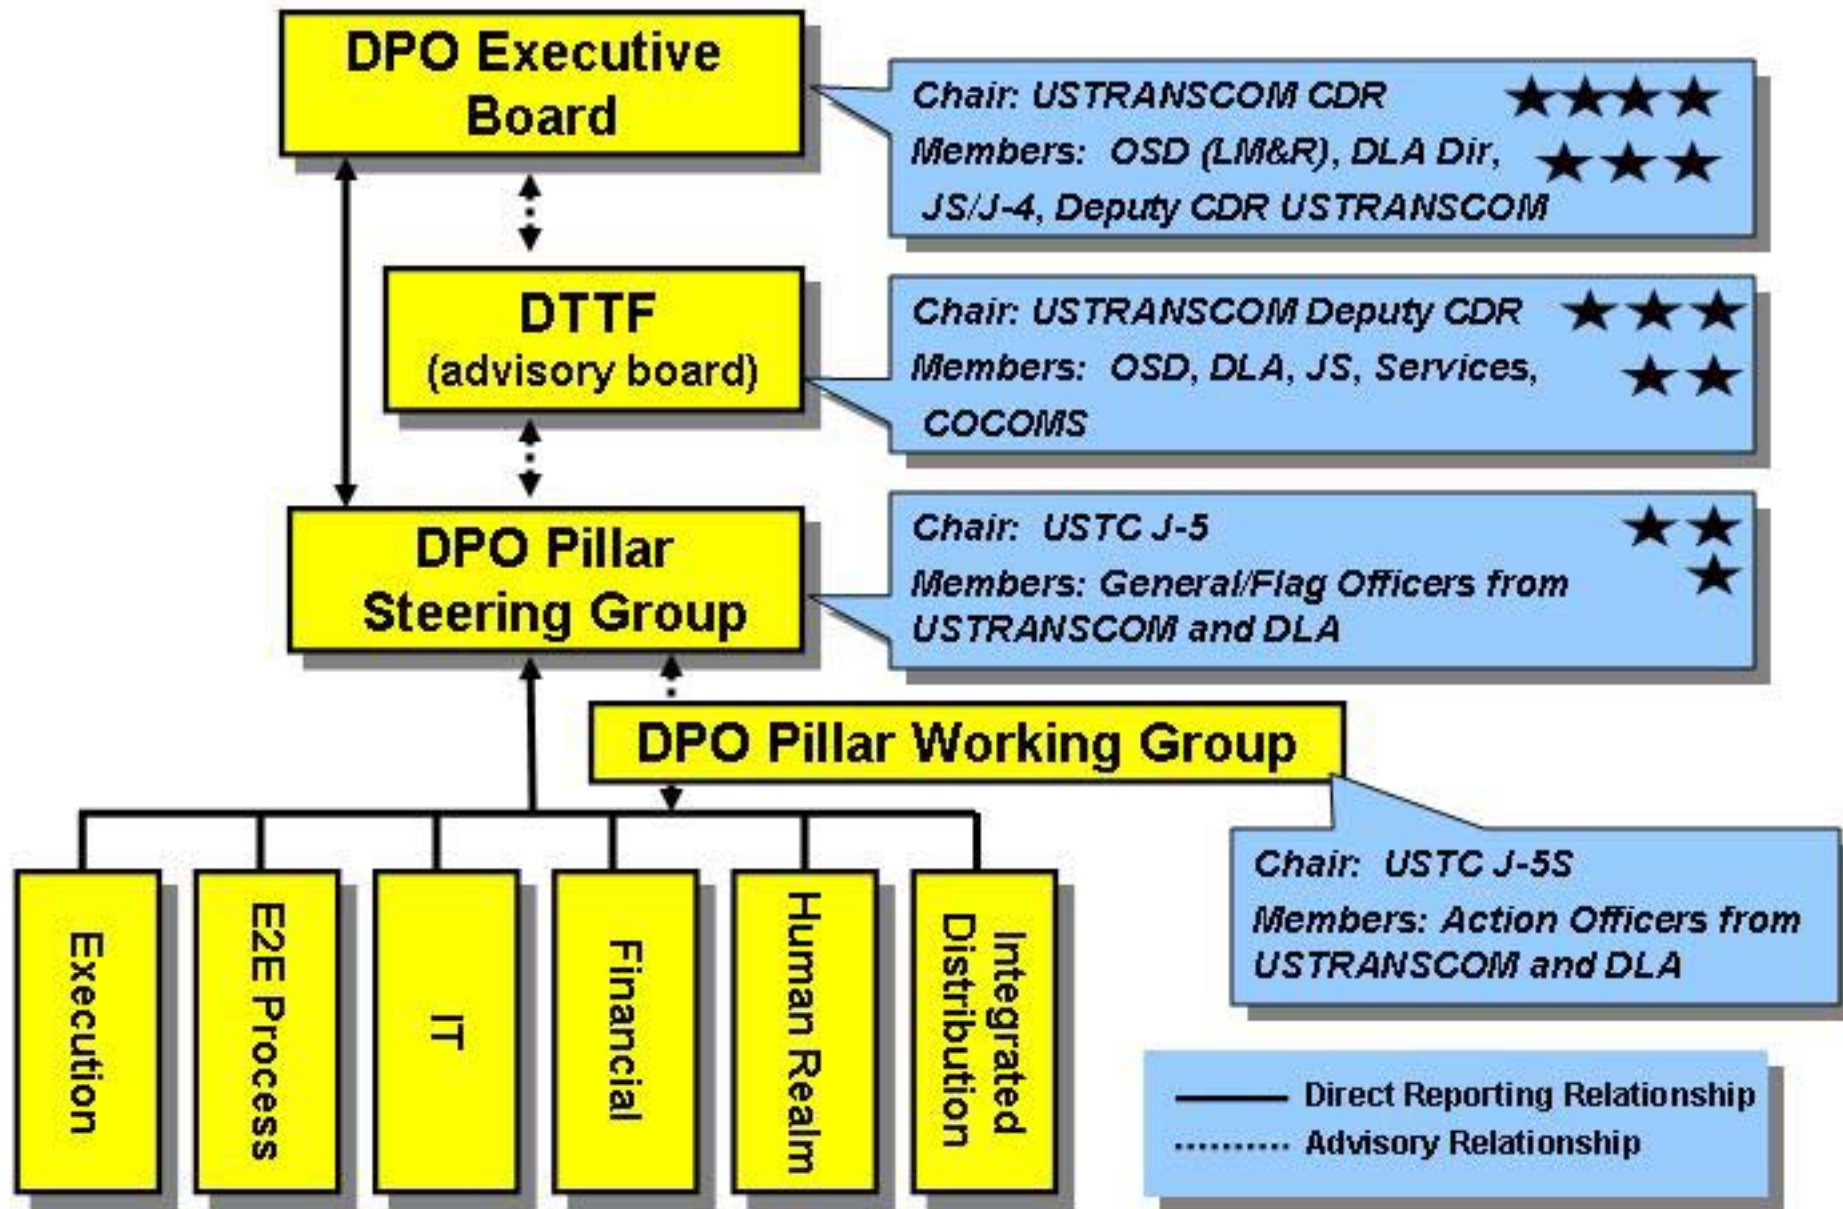 DPO Executive
Board
Chair: USTRANSCOM CDR
Members: OSD (LM&R), DLA Dir,
JS/J-4, Deputy CDR USTRANSCOM
DTTF
(advisory board)
Chair: USTRANSCOM Deputy CDR
Members: OSD, DLA, JS, Services,
COCOMS
DPO Pillar
Steering Group
Chair: USTC J-5
Members: General/Flag Officers from
USTRANSCOM and DLA
DPO Pillar Working Group
Chair: USTC J-5S
Members: Action Officers from
USTRANSCOM and DLA
Execution
E2E Process
IT
Financial
Human Realm
Integrated
Distribution
Direct Reporting Relationship
Advisory Relationship